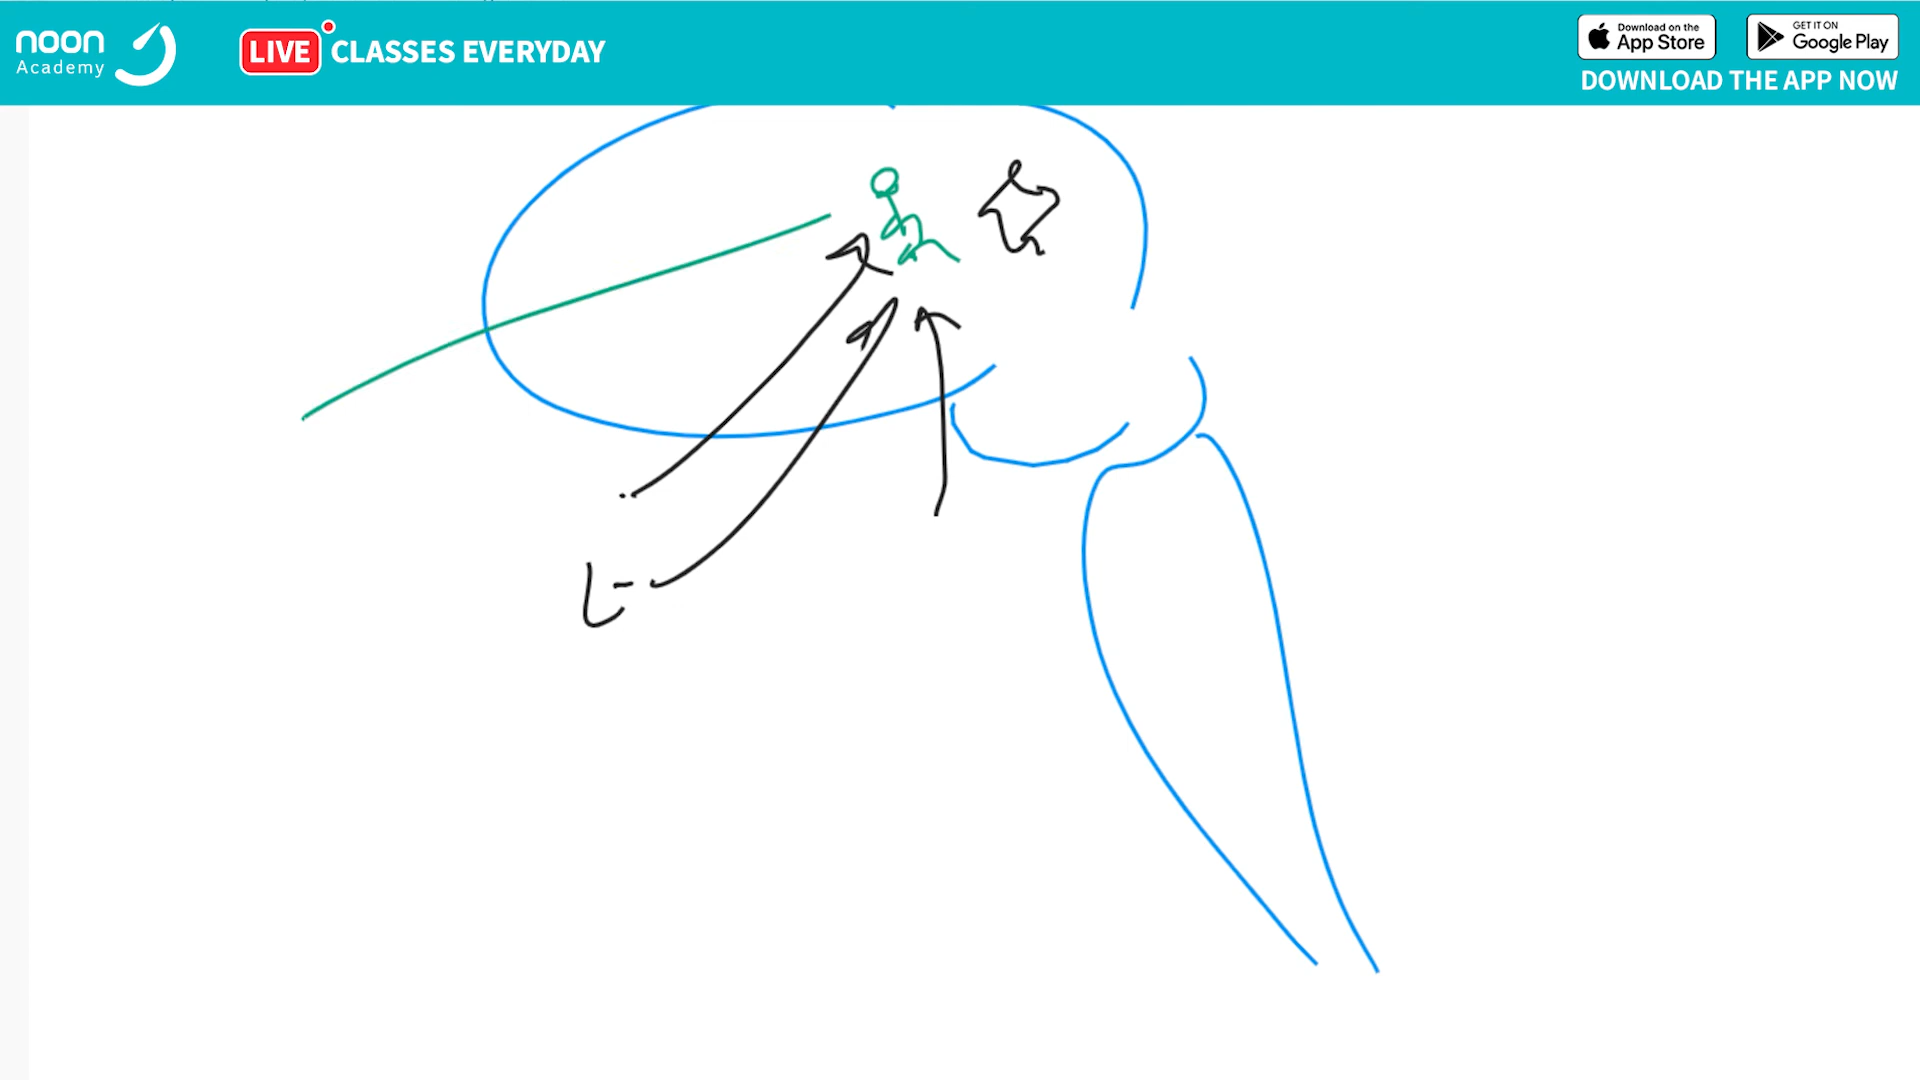 noon
Academy
LIVE CLASSES EVERYDAY
Download on the
App Store
GET IT ON
Google Play
DOWNLOAD THE APP NOW